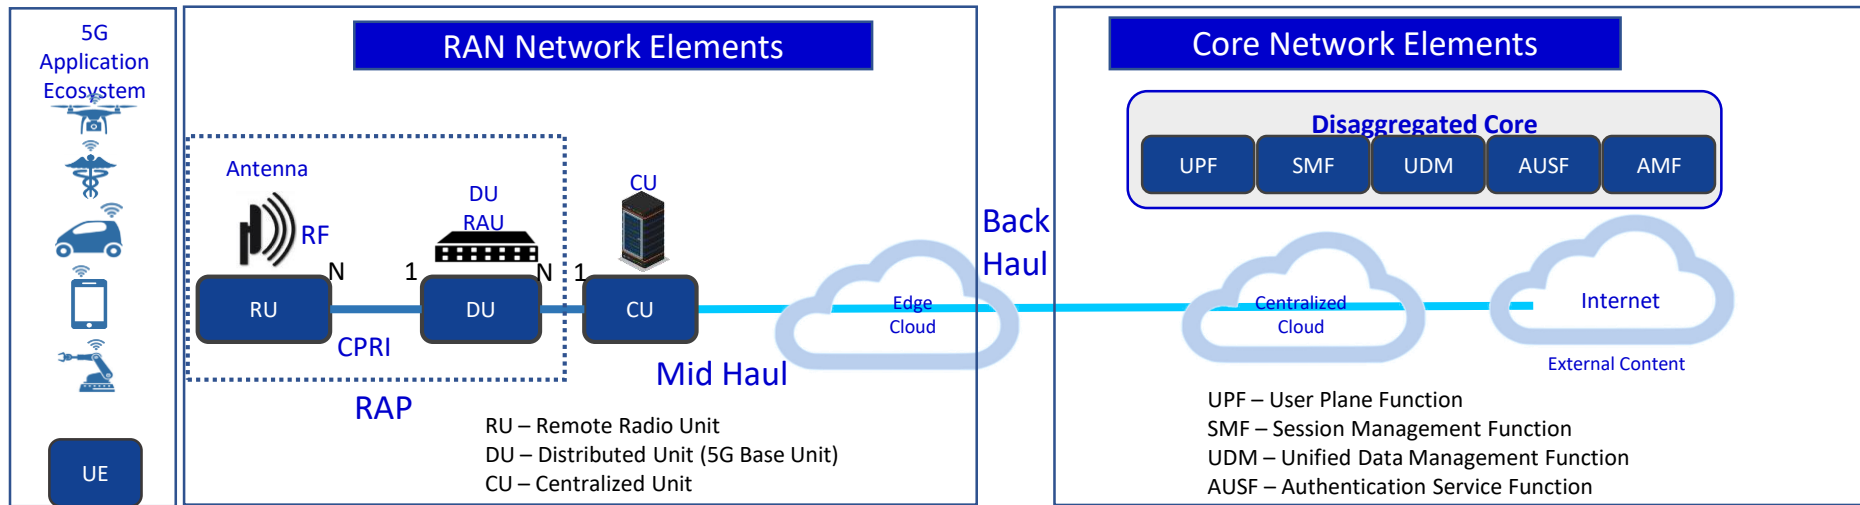 5G
Application
Ecosystem
UE
RAN Network Elements
Antenna
RF
DU
RAU
CU
N
1
N
1
RU
DU
CU
CPRI
RAP
Mid Haul
Edge
Cloud
Back
Haul
RU – Remote Radio Unit
DU – Distributed Unit (5G Base Unit)
CU – Centralized Unit
Core Network Elements
Disaggregated Core
UPF
SMF
UDM
AUSF
AMF
Centralized
Cloud
Internet
External Content
UPF – User Plane Function
SMF – Session Management Function
UDM – Unified Data Management Function
AUSF – Authentication Service Function